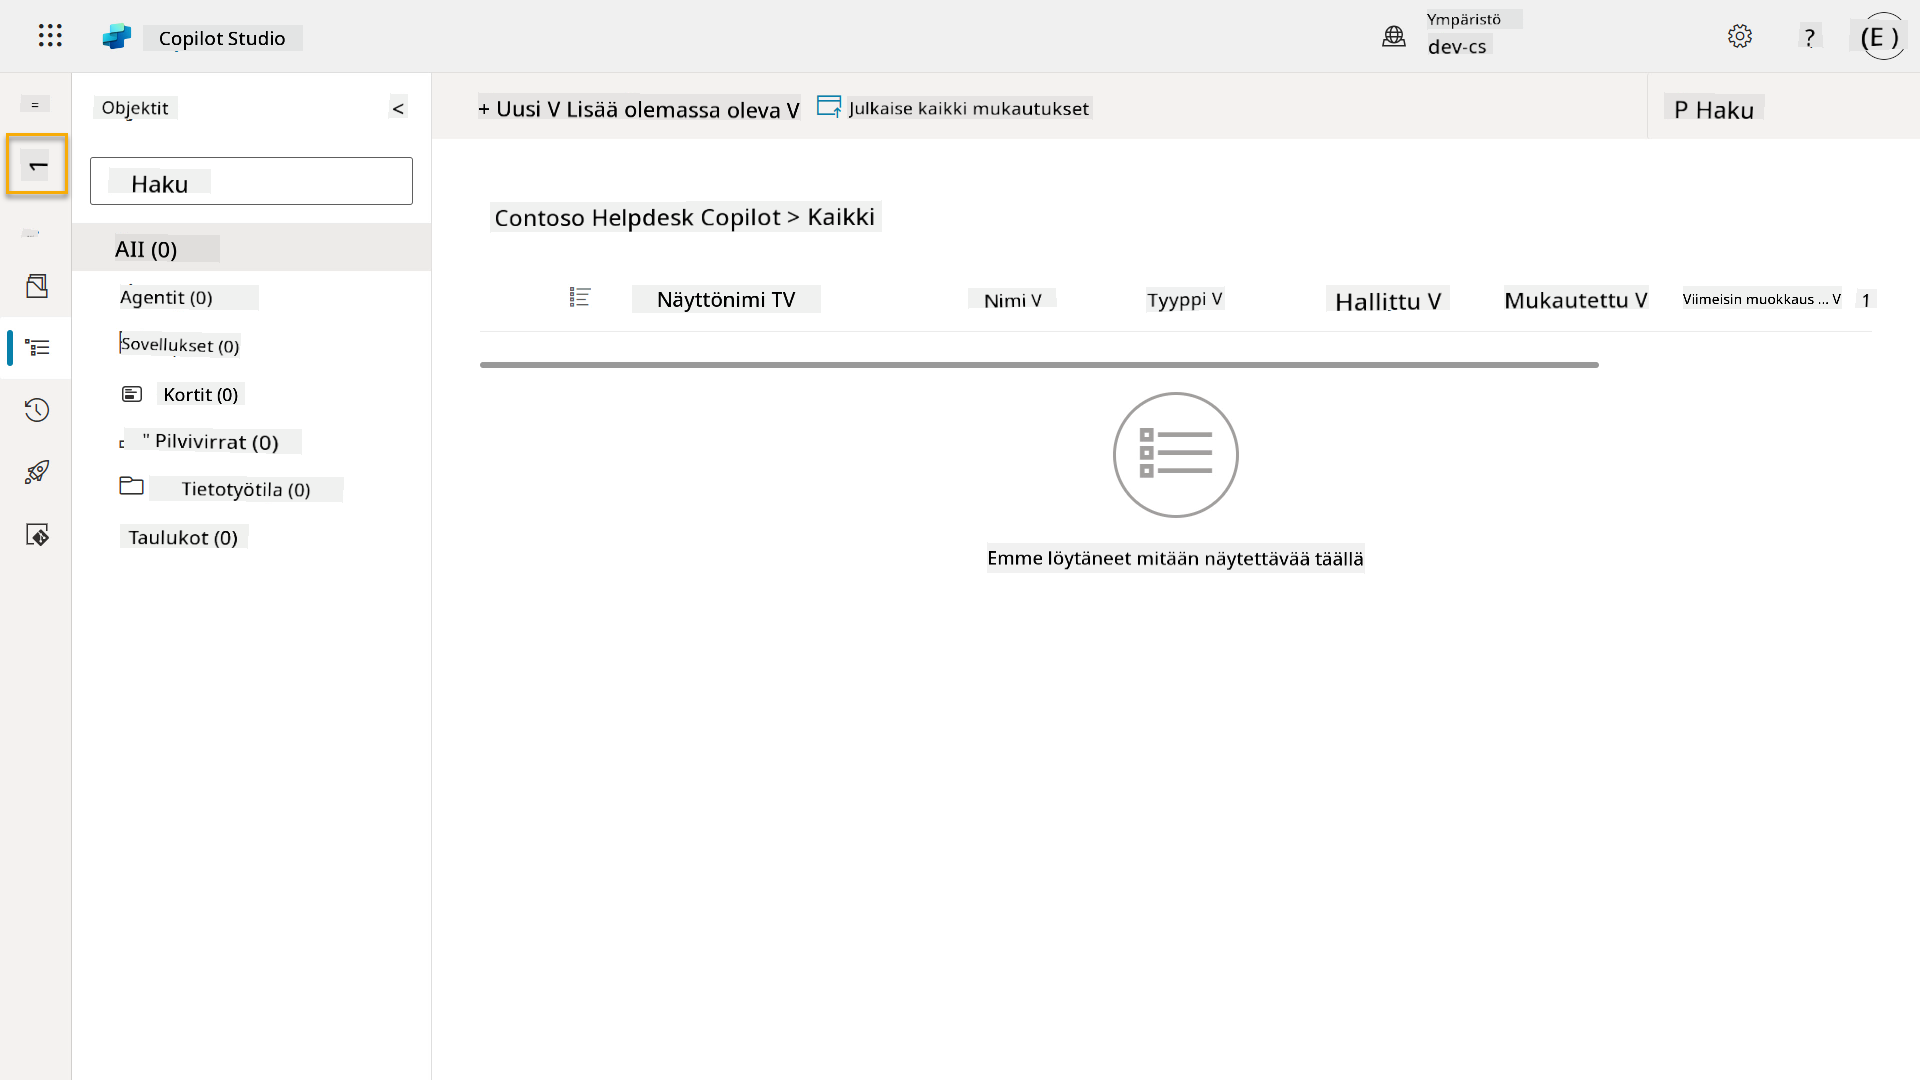 Copilot Studio
Ympäristö
dev-cs
?
(E )
=
Objektit
<
+ Uusi V Lisää olemassa oleva V
Julkaise kaikki mukautukset
P Haku
1
Haku
Contoso Helpdesk Copilot > Kaikki
AII (0)
Agentit (0)
Sovellukset (0)
Kortit (0)
" Pilvivirrat (0)
Tietotyötila (0)
Taulukot (0)
Näyttönimi TV
Nimi V
Tyyppi V
Hallittu V
Mukautettu V
Viimeisin muokkaus ... V
1
Emme löytäneet mitään näytettävää täällä